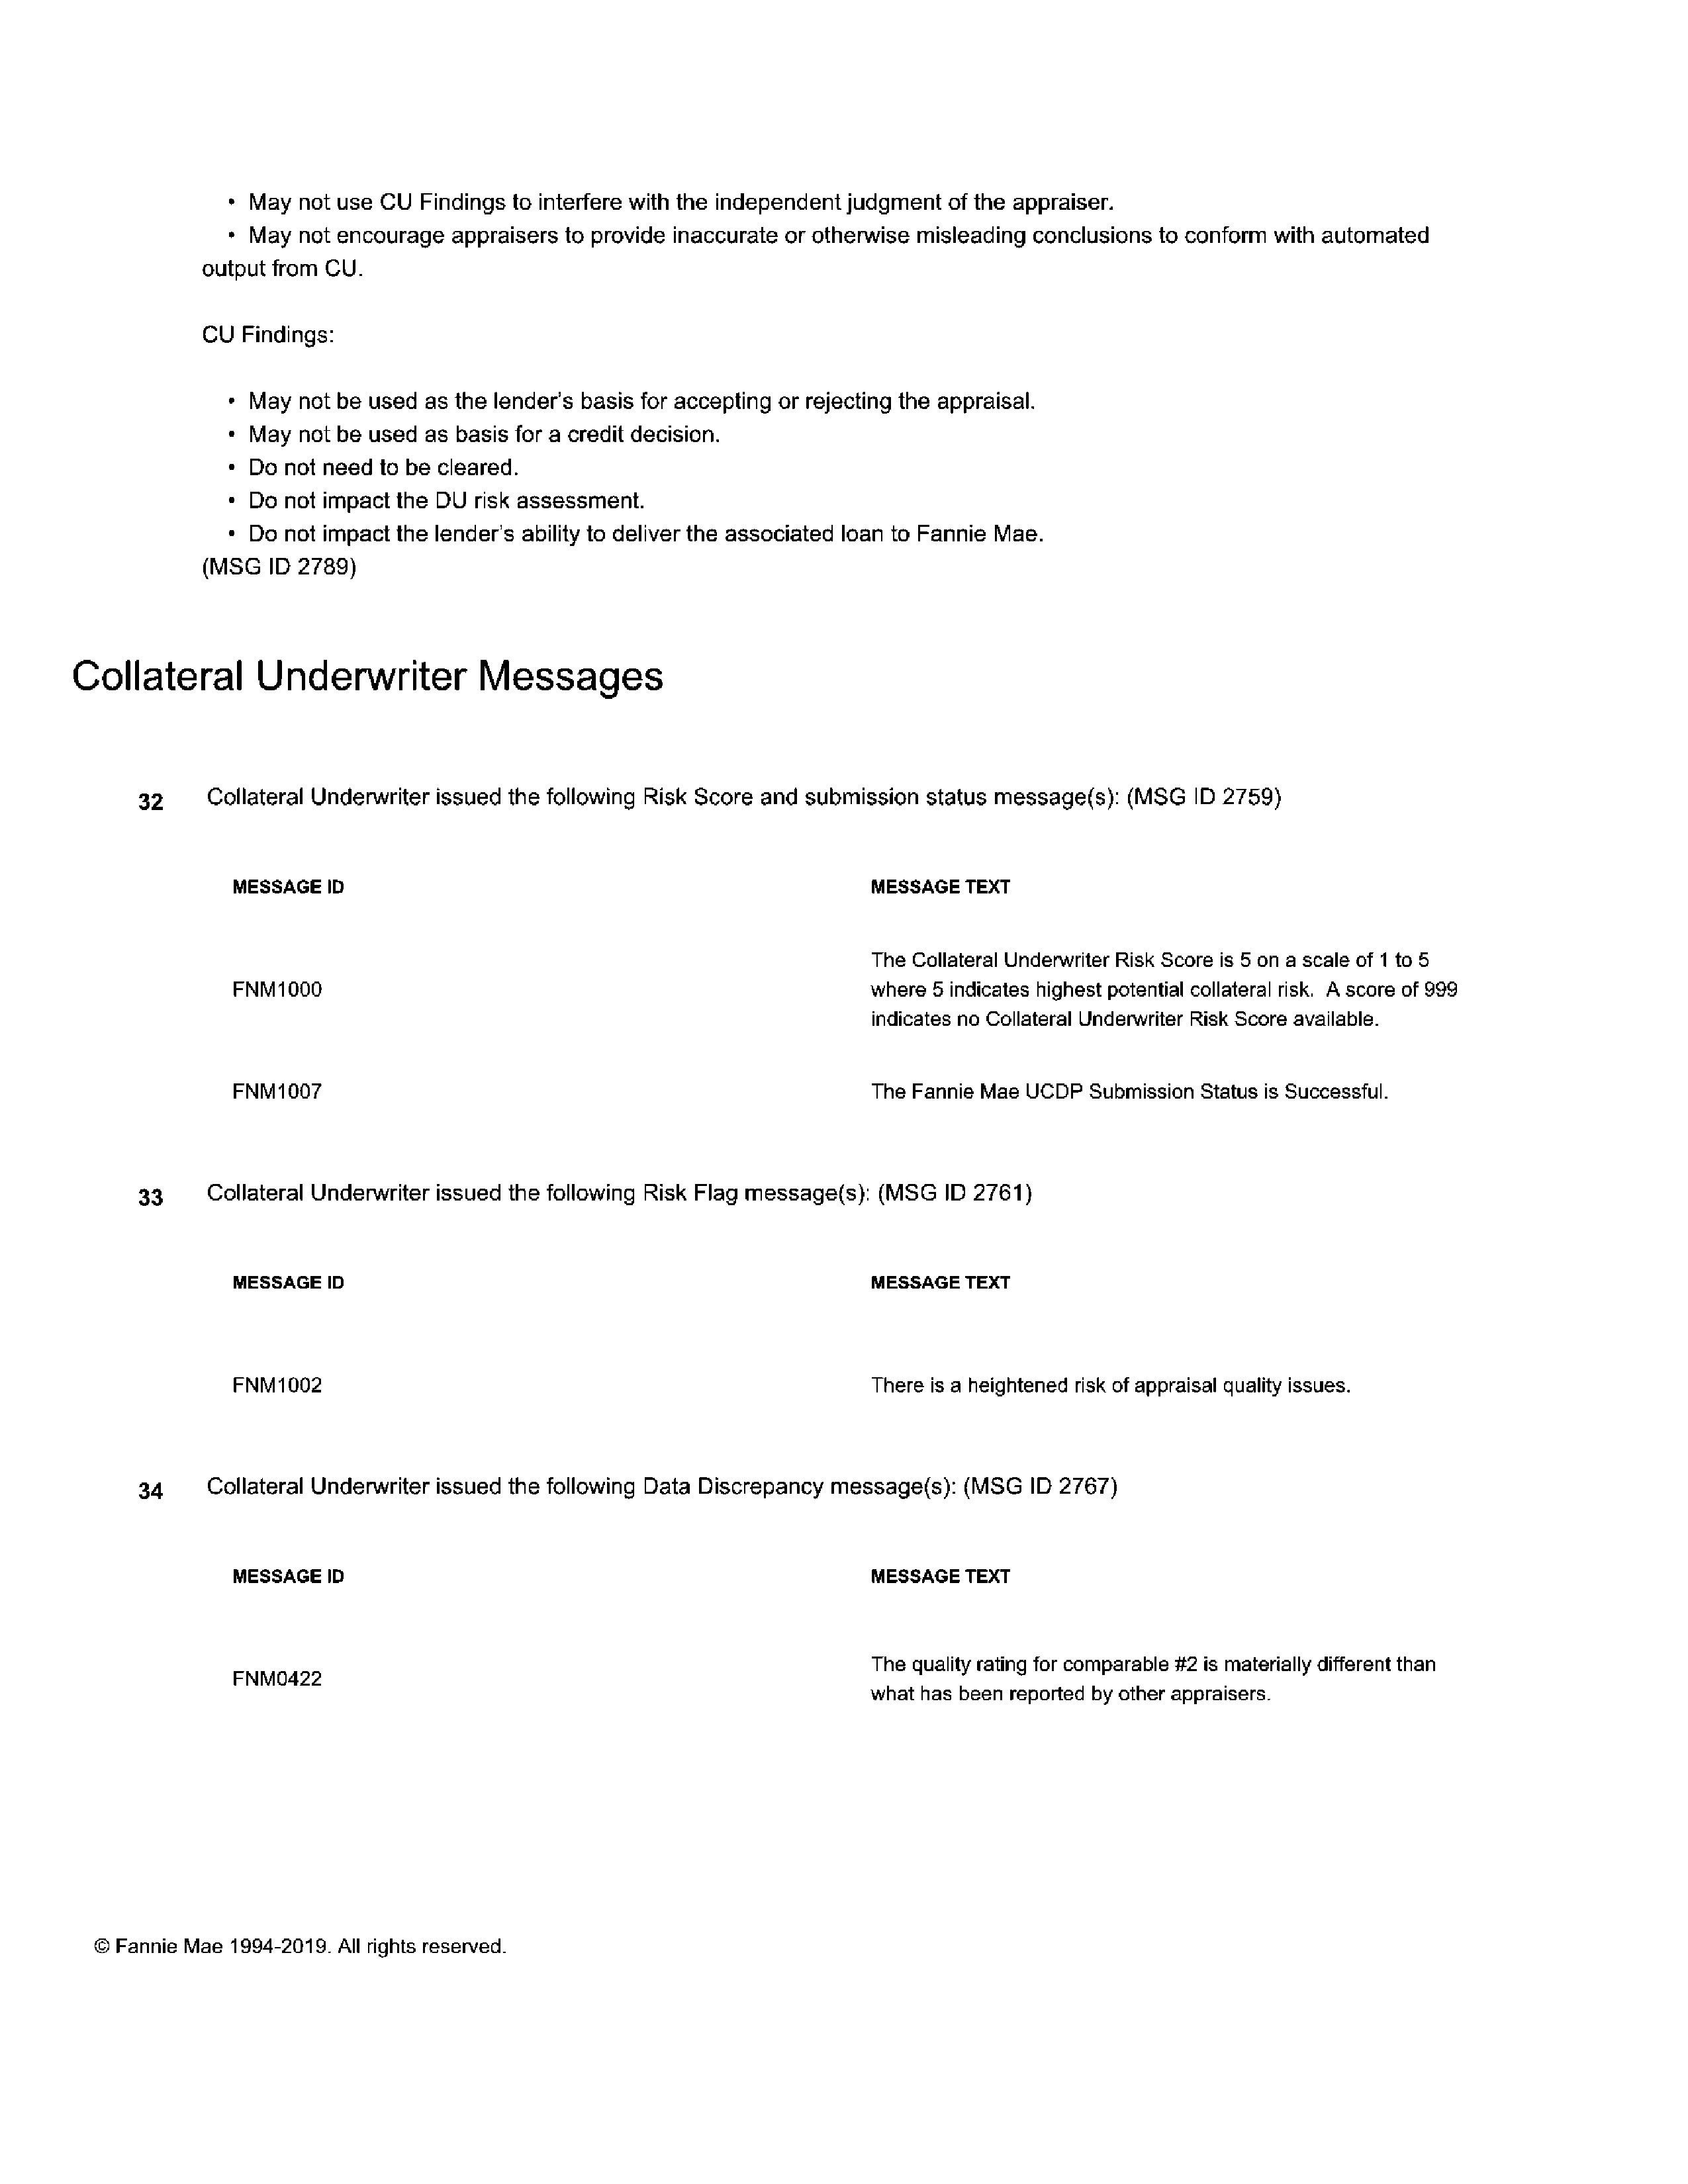 • May not use CU Findings to interfere with the independent judgment of the appraiser.
• May not encourage appraisers to provide inaccurate or otherwise misleading conclusions to conform with automated
output from CU.
CU Findings:
• May not be used as the lender's basis for accepting or rejecting the appraisal.
• May not be used as basis for a credit decision.
• Do not need to be cleared.
• Do not impact the DU risk assessment.
• Do not impact the lender's ability to deliver the associated loan to Fannie Mae.
(MSG ID 2789)
Collateral Underwriter Messages
32 Collateral Underwriter issued the following Risk Score and submission status message(s): (MSG ID 2759)
MESSAGE ID MESSAGE TEXT
The Collateral Underwriter Risk Score is 5 on a scale of 1 to 5
FNM1000 where 5 indicates highest potential collateral risk.  A score of 999
indicates no Collateral Underwriter Risk Score available.
FNM1007 The Fannie Mae UCDP Submission Status is Successful.
33 Collateral Underwriter issued the following Risk Flag message(s): (MSG ID 2761)
MESSAGE ID MESSAGE TEXT
FNM1002 There is a heightened risk of appraisal quality issues.
34 Collateral Underwriter issued the following Data Discrepancy message(s): (MSG ID 2767)
MESSAGE ID MESSAGE TEXT
The quality rating for comparable #2 is materially different than
FNM0422
what has been reported by other appraisers.
© Fannie Mae 1994-2019. All rights reserved.